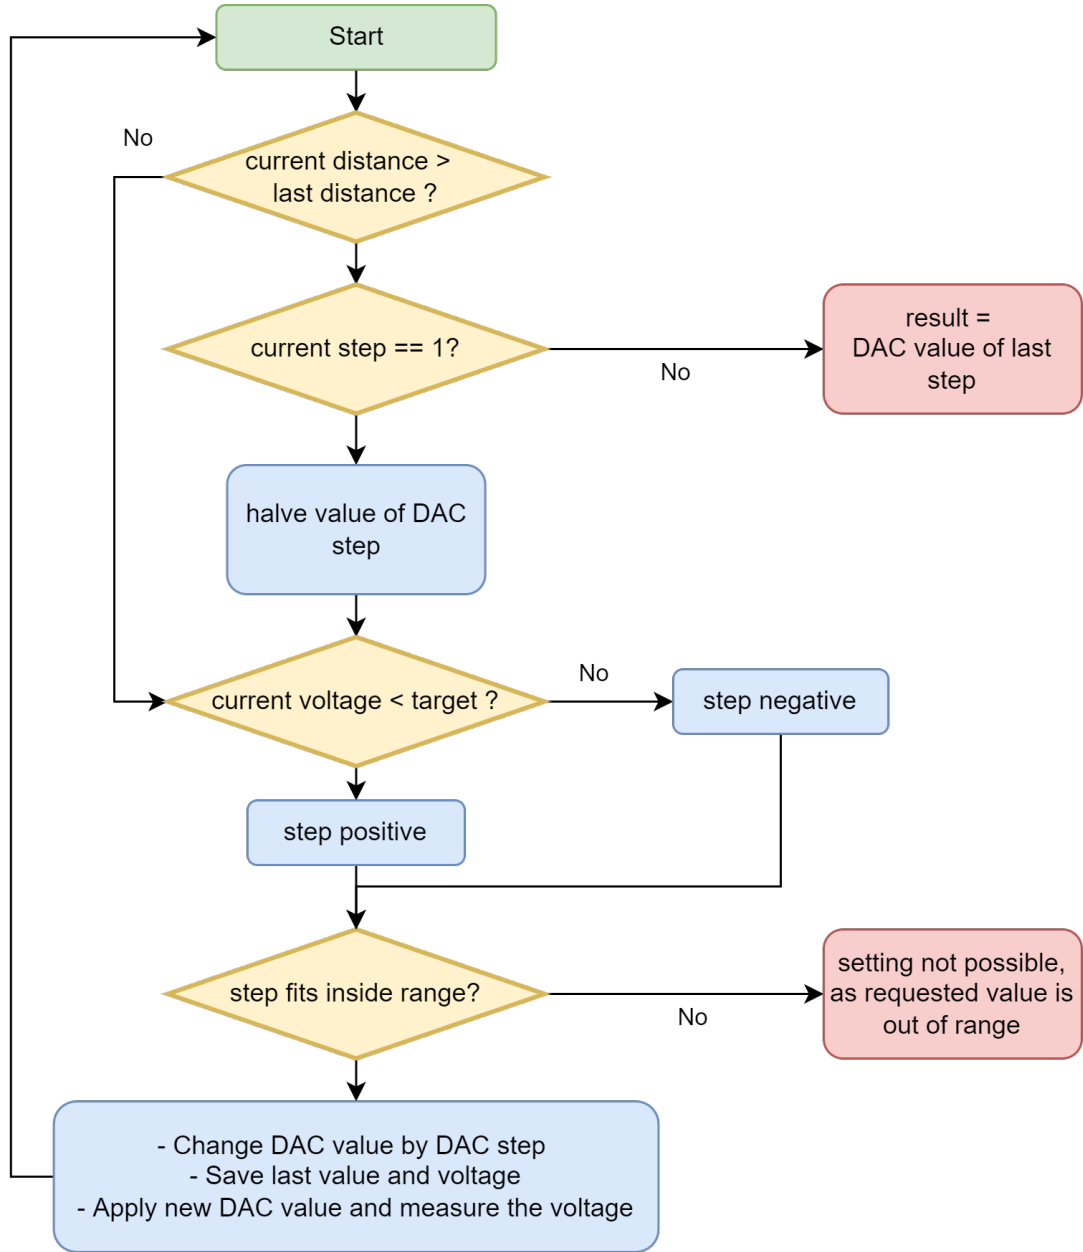 Start
No
current distance >
last distance ?
current step == 1?
No
result =
DAC value of last
step
halve value of DAC
step
current voltage < target ?
No
step negative
step positive
step fits inside range?
No
setting not possible,
as requested value is
out of range
- Change DAC value by DAC step
- Save last value and voltage
- Apply new DAC value and measure the voltage